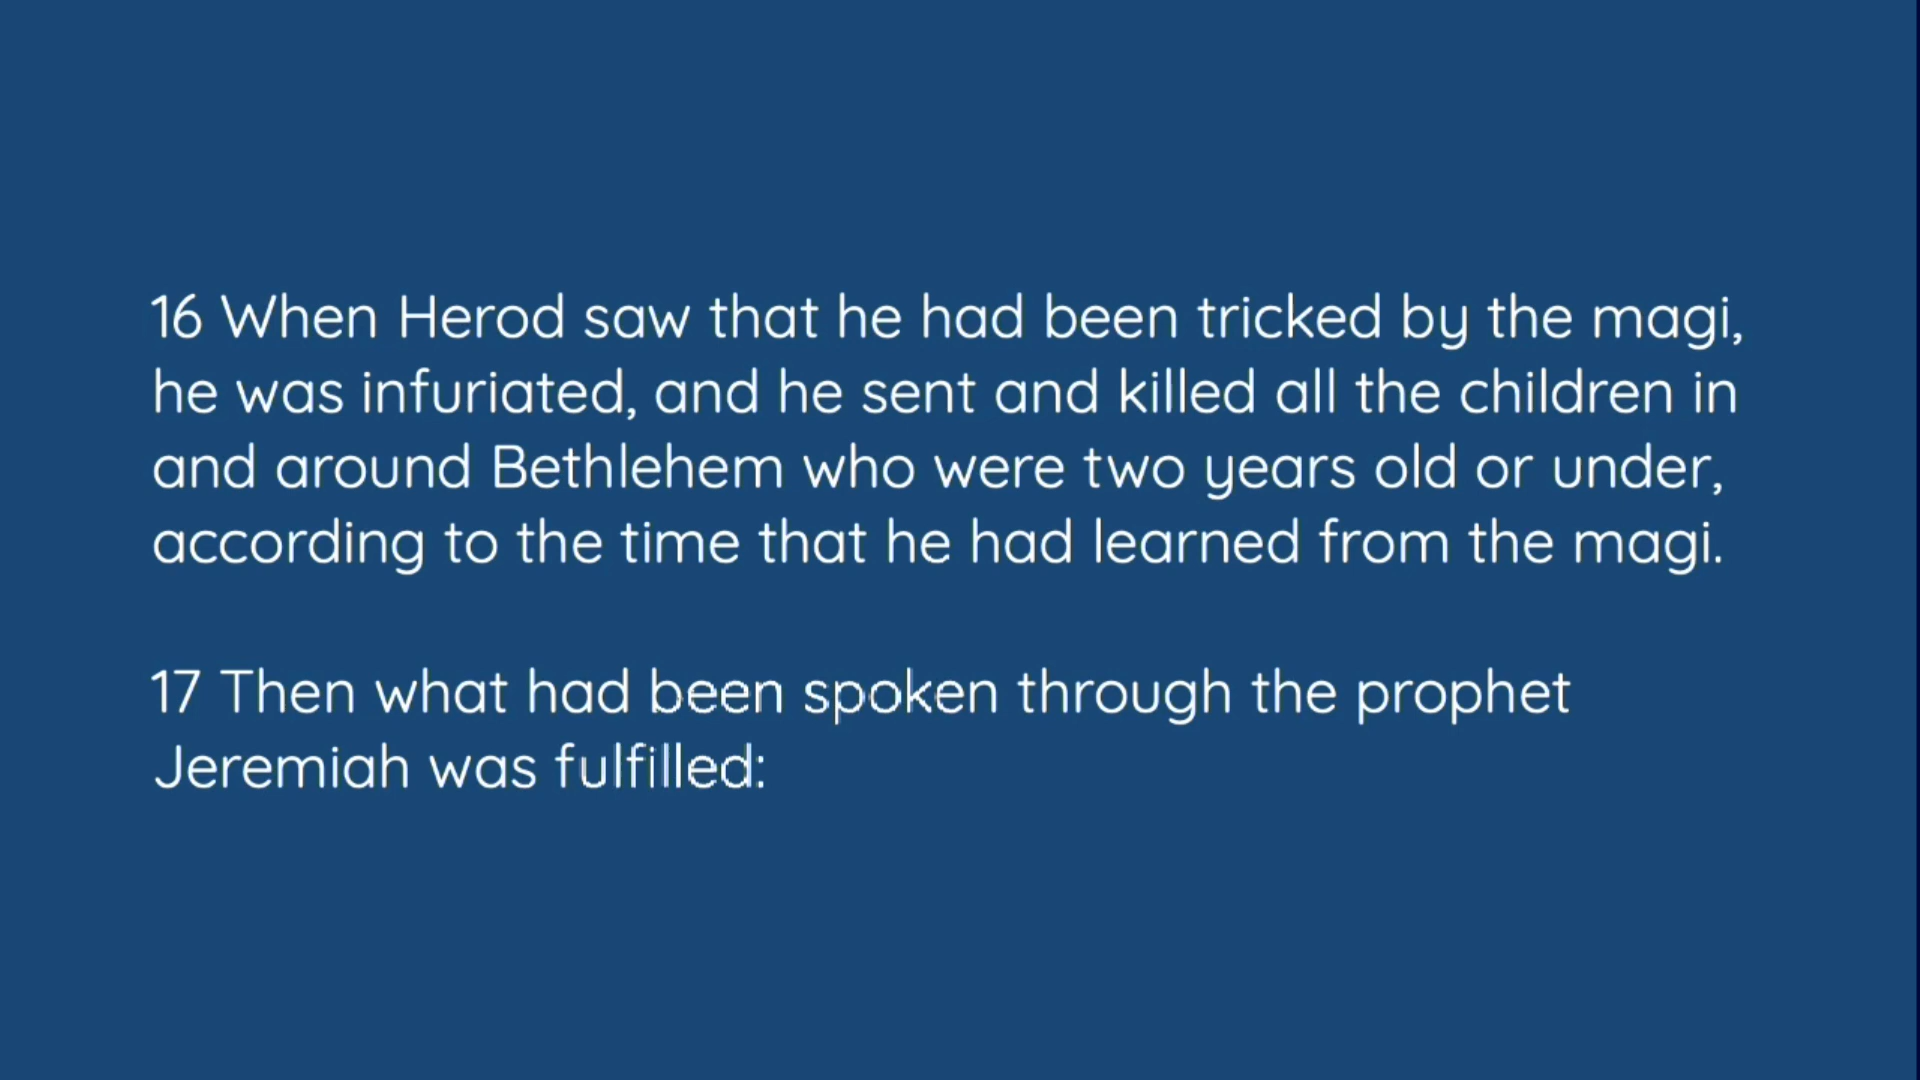 16 When Herod saw that he had been tricked by the magi,
he was infuriated, and he sent and killed all the children in
and around Bethlehem who were two years old or under,
according to the time that he had learned from the magi.
17 Then what had been spoken through the prophet
Jeremiah was fulfilled: